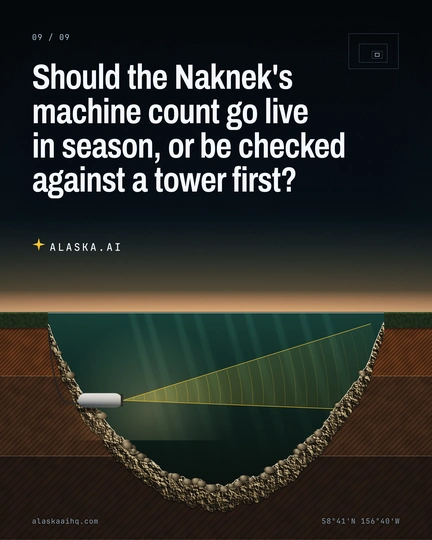 09 / 09
Should the Naknek's
machine count go live
in season, or be checked
against a tower first?
ALASKA.AI
alaskaaihq.com
58°41'N 156°40'W